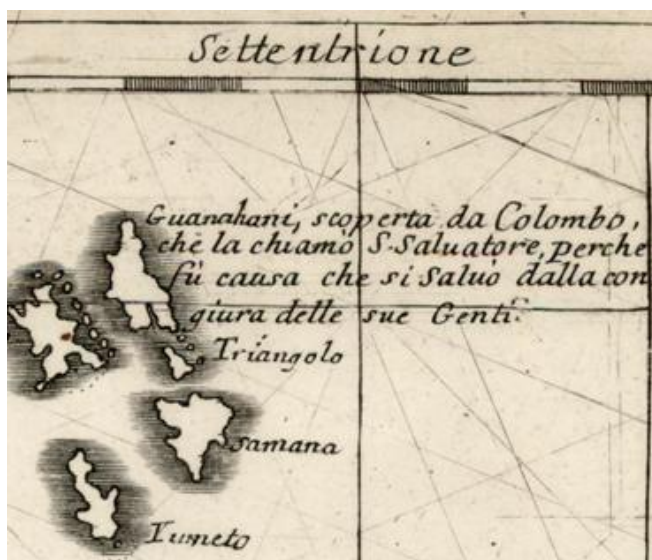 Settentrione
Guanahani, scoperta da Colombo,
che la chiamò S. Saluatore, perche
fù causa che si saluò dalla con
giura delle sue Genti.
Triangolo
Samana
Yumeto